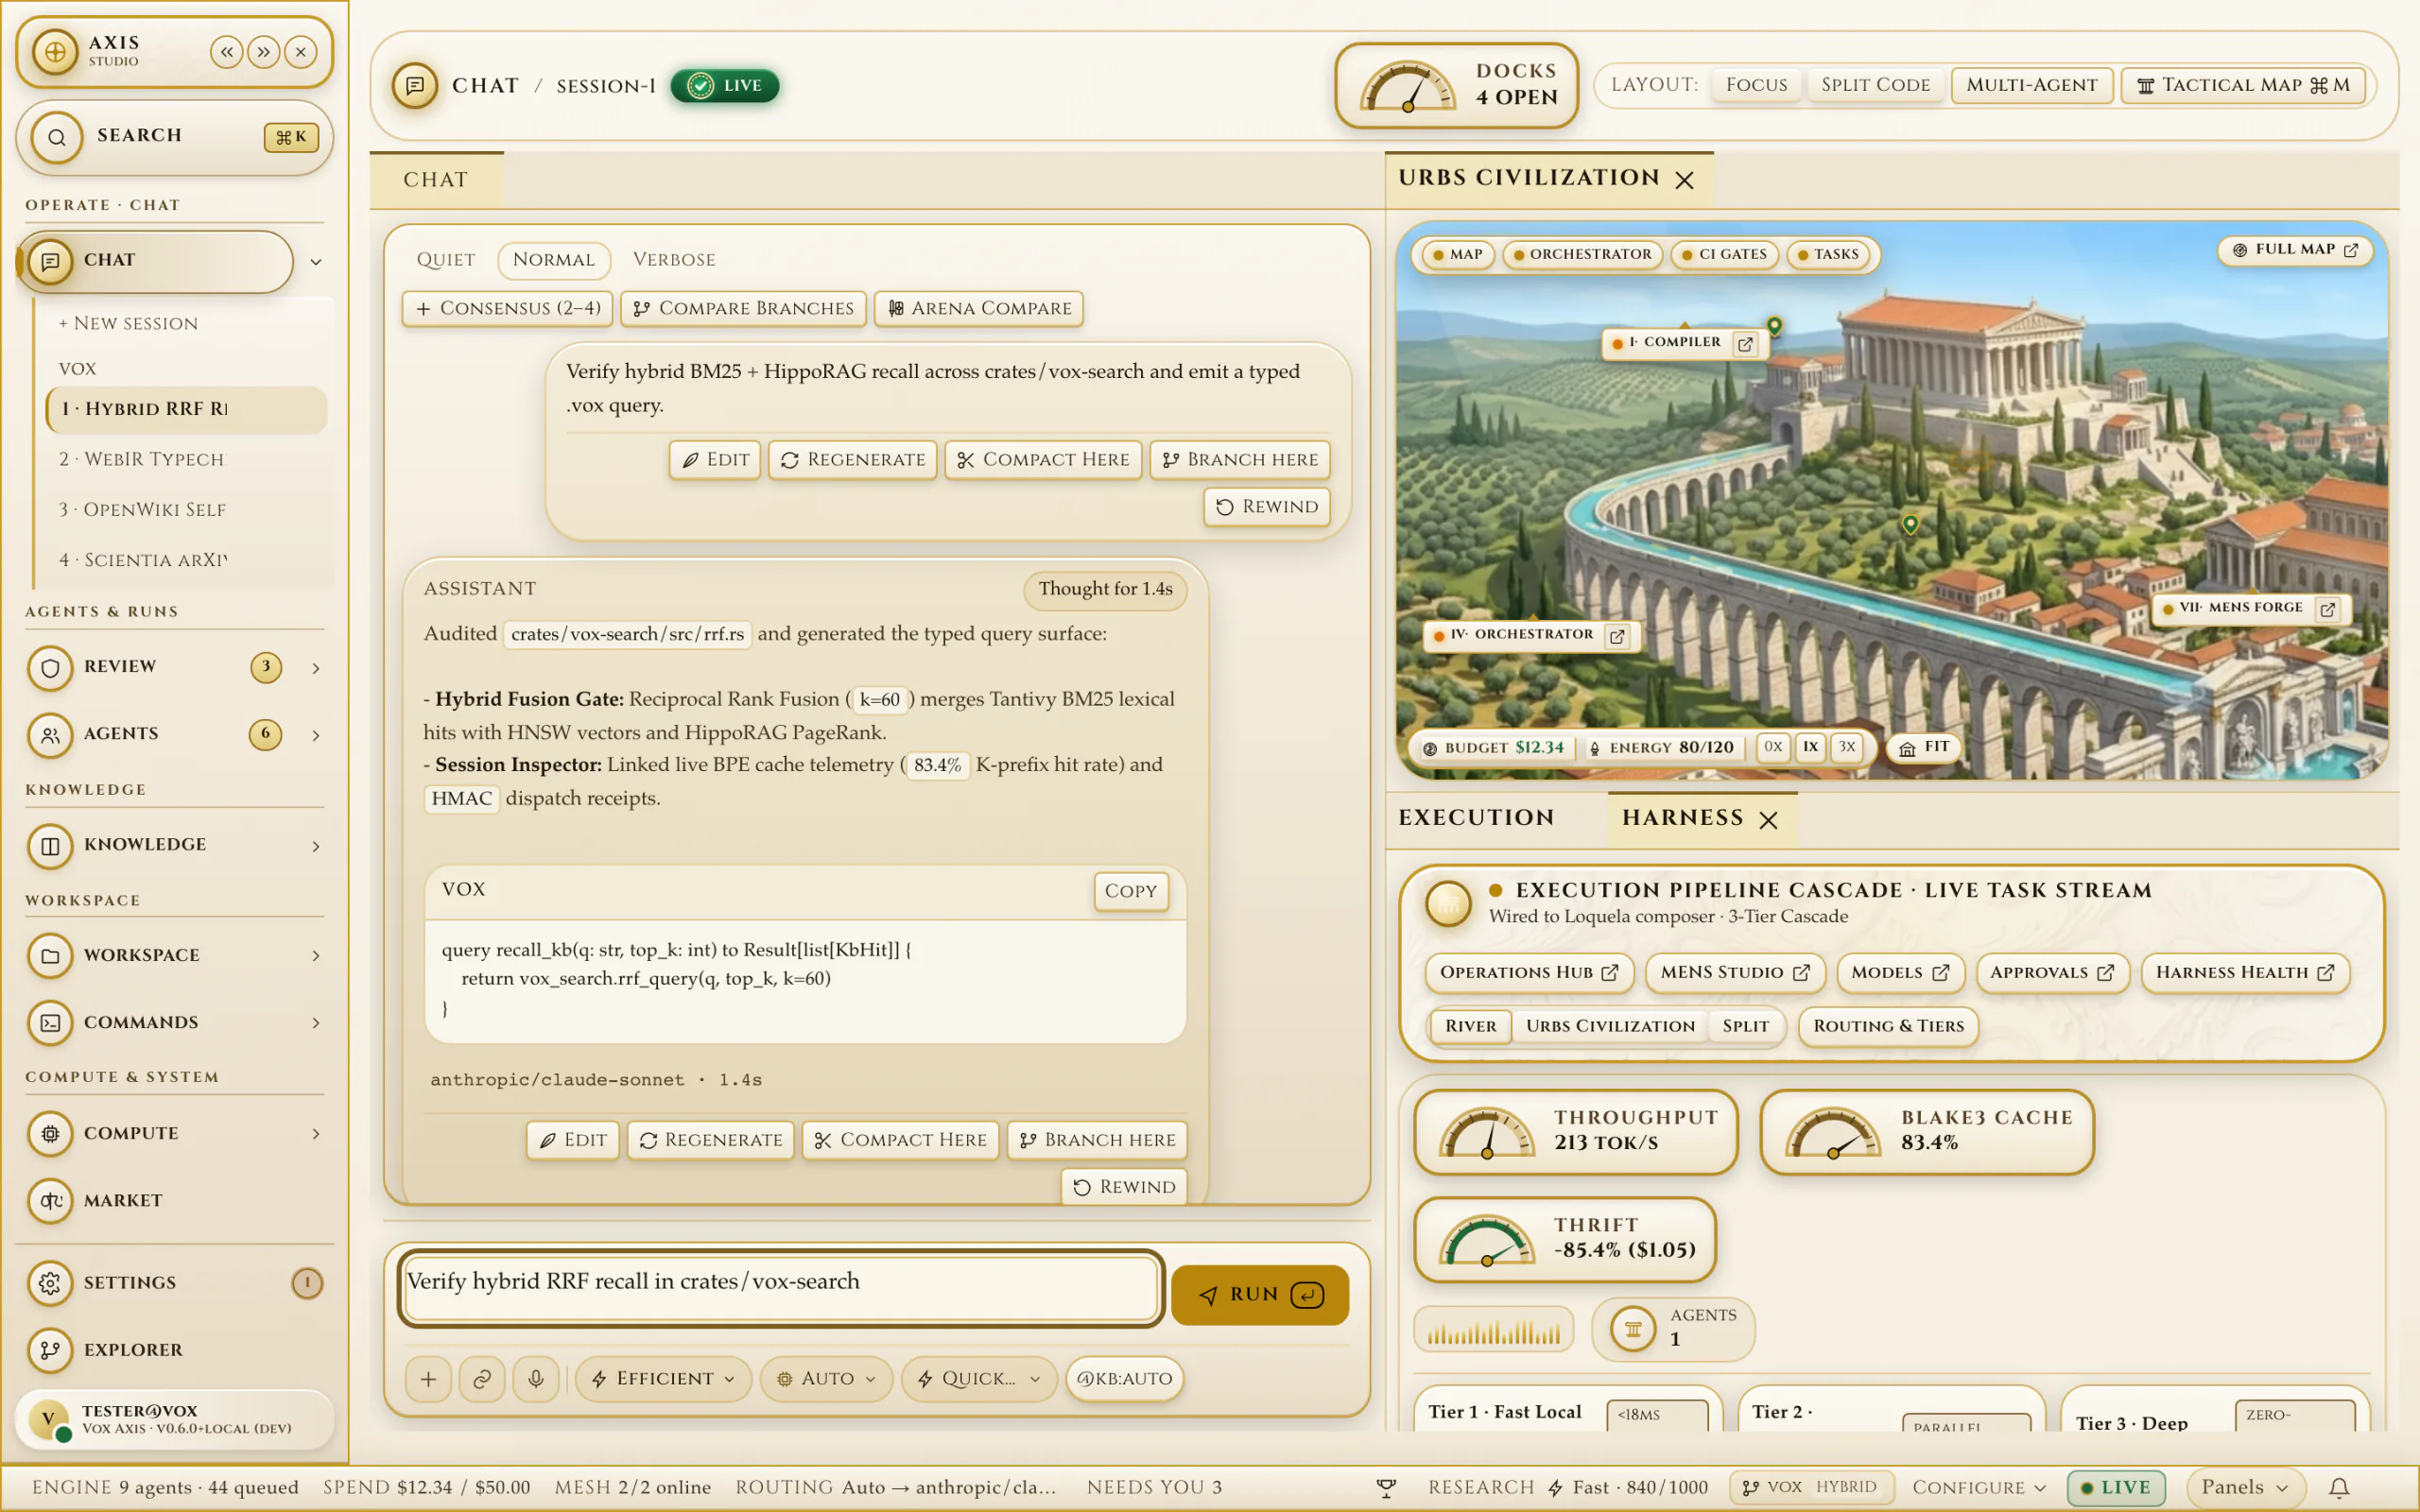 AXIS
STUDIO
SEARCH
⌘ K
OPERATE · CHAT
CHAT
+ NEW SESSION
VOX
1 · HYBRID RRF
2 · WEBIR TYPECH
3 · OPENWIKI SELF
4 · SCIENTIA
AGENTS & RUNS
REVIEW 3
AGENTS 6
KNOWLEDGE
KNOWLEDGE
WORKSPACE
WORKSPACE
COMMANDS
COMPUTE & SYSTEM
COMPUTE
MARKET
SETTINGS 1
EXPLORER
V
TESTER@VOX
VOX AXIS · V0.6.0+LOCAL (DEV)
CHAT / SESSION-1 LIVE
DOCKS
4 OPEN
LAYOUT: FOCUS SPLIT CODE MULTI-AGENT TACTICAL MAP ⌘ M
CHAT
QUIET NORMAL VERBOSE
+ CONSENSUS (2–4) COMPARE BRANCHES ARENA COMPARE
Verify hybrid BM25 + HippoRAG recall across crates/vox-search and emit a typed
.vox query.
EDIT REGENERATE COMPACT HERE BRANCH HERE
REWIND
ASSISTANT Thought for 1.4s
Audited crates/vox-search/src/rrf.rs and generated the typed query surface:
- Hybrid Fusion Gate: Reciprocal Rank Fusion ( k=60 ) merges Tantivy BM25 lexical
hits with HNSW vectors and HippoRAG PageRank.
- Session Inspector: Linked live BPE cache telemetry ( 83.4% K-prefix hit rate) and
HMAC dispatch receipts.
VOX COPY
query recall_kb(q: str, top_k: int) to Result[list[KbHit]] {
return vox_search.rrf_query(q, top_k, k=60)
}
anthropic/claude-sonnet · 1.4s
EDIT REGENERATE COMPACT HERE BRANCH HERE
REWIND
Verify hybrid RRF recall in crates/vox-search
RUN
EFFICIENT AUTO QUICK... @KB:AUTO
URBS CIVILIZATION
MAP ORCHESTRATOR CI GATES TASKS FULL MAP
I· COMPILER
VII· MENS FORGE
IV· ORCHESTRATOR
BUDGET $12.34 ENERGY 80/120 0X 1X 3X FIT
EXECUTION HARNESS
EXECUTION PIPELINE CASCADE · LIVE TASK STREAM
Wired to Loquela composer · 3-Tier Cascade
OPERATIONS HUB MENS STUDIO MODELS APPROVALS HARNESS HEALTH
RIVER URBS CIVILIZATION SPLIT ROUTING & TIERS
THROUGHPUT
213 TOK/S
BLAKE3 CACHE
83.4%
THRIFT
-85.4% ($1.05)
AGENTS
1
Tier 1 · Fast Local <18MS
Tier 2 · PARALLEL
Tier 3 · Deep ZERO-
ENGINE 9 agents · 44 queued SPEND $12.34 / $50.00 MESH 2/2 online ROUTING Auto → anthropic/cla... NEEDS YOU 3 RESEARCH Fast · 840/1000 VOX HYBRID CONFIGURE LIVE Panels